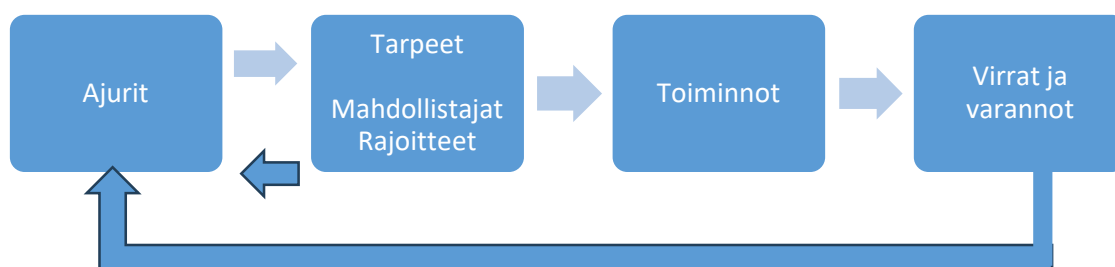 Ajurit
Tarpeet
Mahdollistajat
Rajoitteet
Toiminnot
Virrat ja
varannot